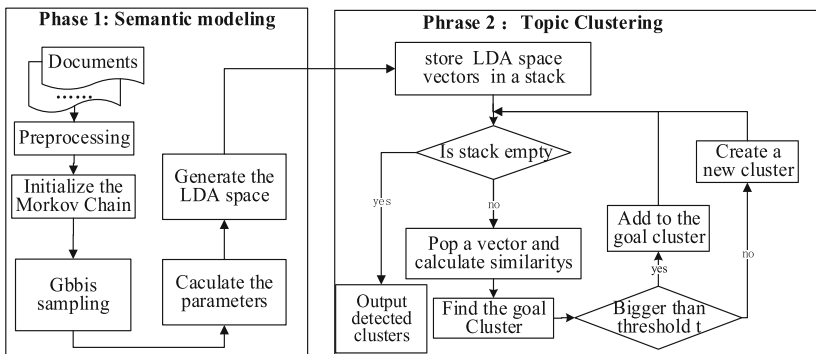 Phase 1: Semantic modeling
Documents
......
Preprocessing
Initialize the
Morkov Chain
Gbbis
sampling
Caculate the
parameters
Generate the
LDA space
Phrase 2： Topic Clustering
store LDA space
vectors in a stack
Is stack empty
yes
no
Output
detected
clusters
Pop a vector and
calculate similaritys
Find the goal
Cluster
Bigger than
threshold t
yes
no
Add to the
goal cluster
Create a
new cluster